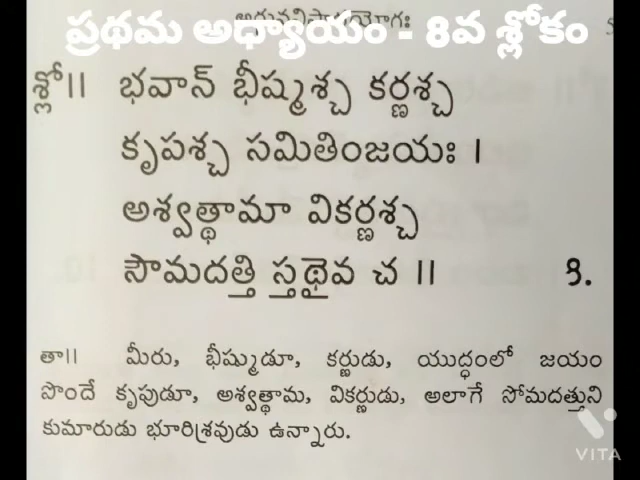 ప్రథమ అధ్యాయం - 8వ శ్లోకం
శ్లో॥ భవాన్ భీష్మశ్చ కర్ణశ్చ
కృపశ్చ సమితింజయః ।
అశ్వత్థామా వికర్ణశ్చ
సౌమదత్తి స్తథైవ చ ॥ 8.
తా॥ మీరు, భీష్ముడూ, కర్ణుడు, యుద్ధంలో జయం
పొందే కృపుడూ, అశ్వత్థామ, వికర్ణుడు, అలాగే సోమదత్తుని
కుమారుడు భూరిశ్రవుడు ఉన్నారు.
VITA